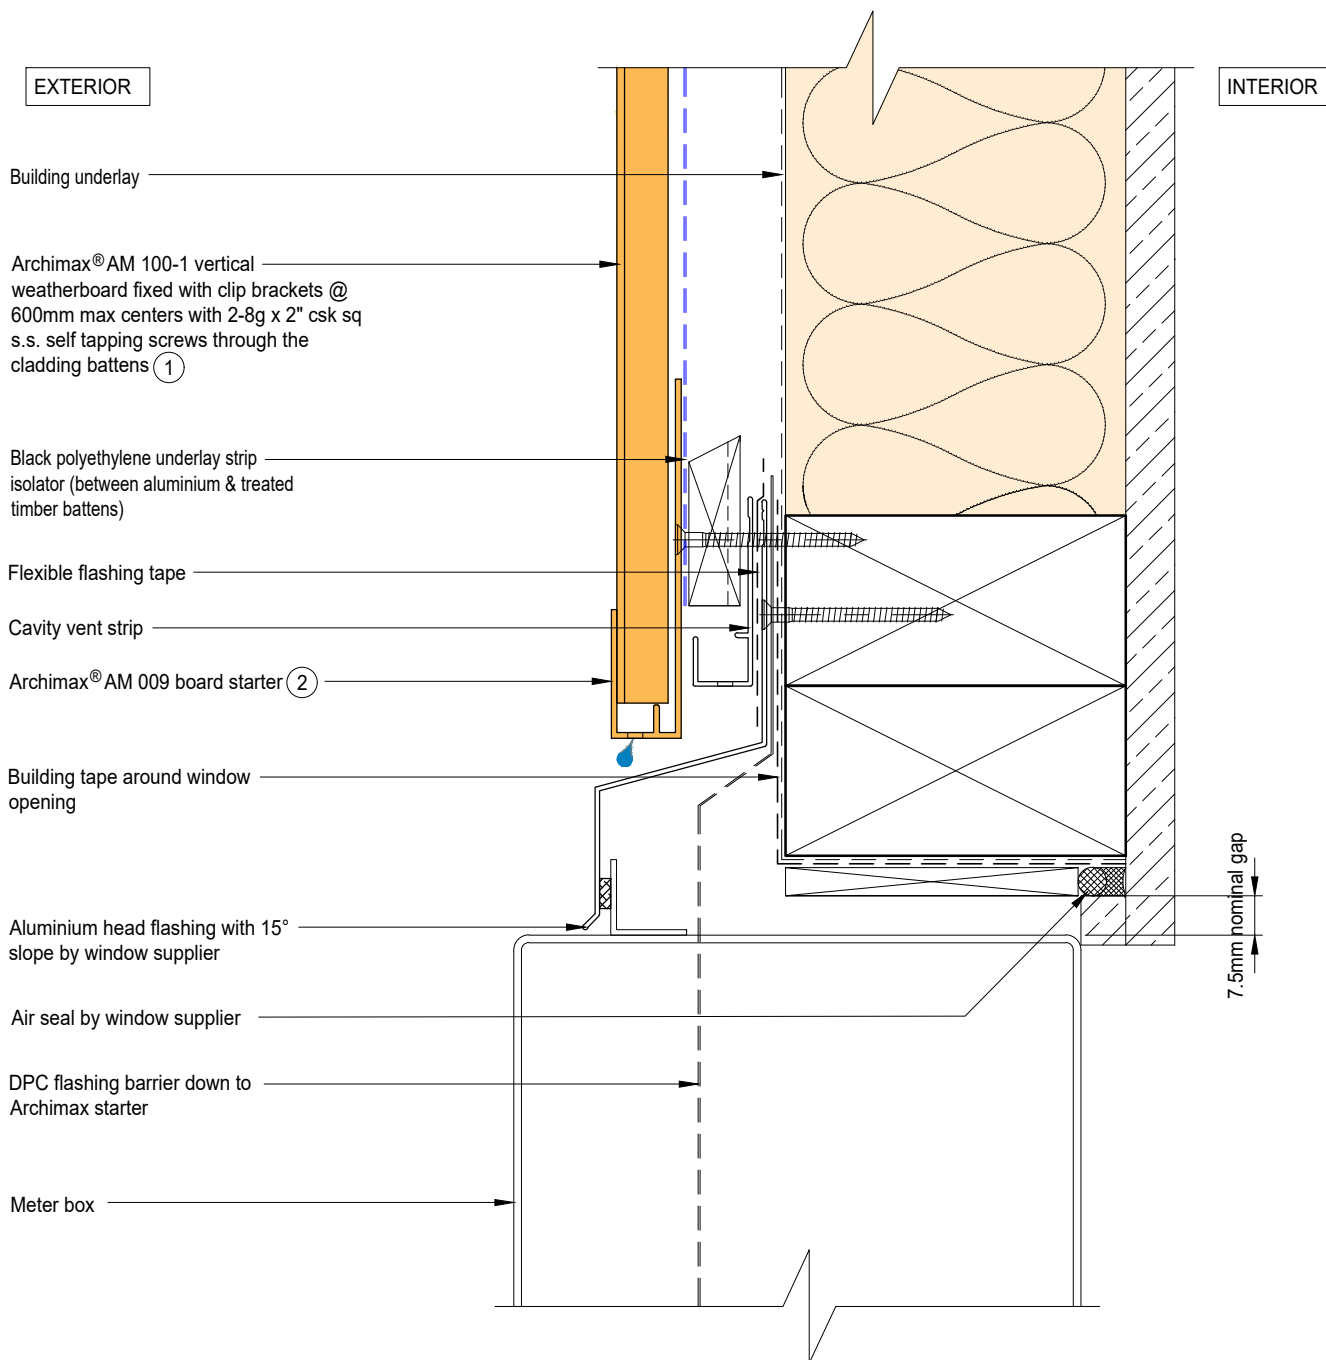 EXTERIOR
INTERIOR
Building underlay
Archimax® AM 100-1 vertical
weatherboard fixed with clip brackets @
600mm max centers with 2-8g x 2" csk sq
s.s. self tapping screws through the
cladding battens 1
Black polyethylene underlay strip
isolator (between aluminium & treated
timber battens)
Flexible flashing tape
Cavity vent strip
Archimax® AM 009 board starter 2
Building tape around window
opening
Aluminium head flashing with 15°
slope by window supplier
7.5mm nominal gap
Air seal by window supplier
DPC flashing barrier down to
Archimax starter
Meter box